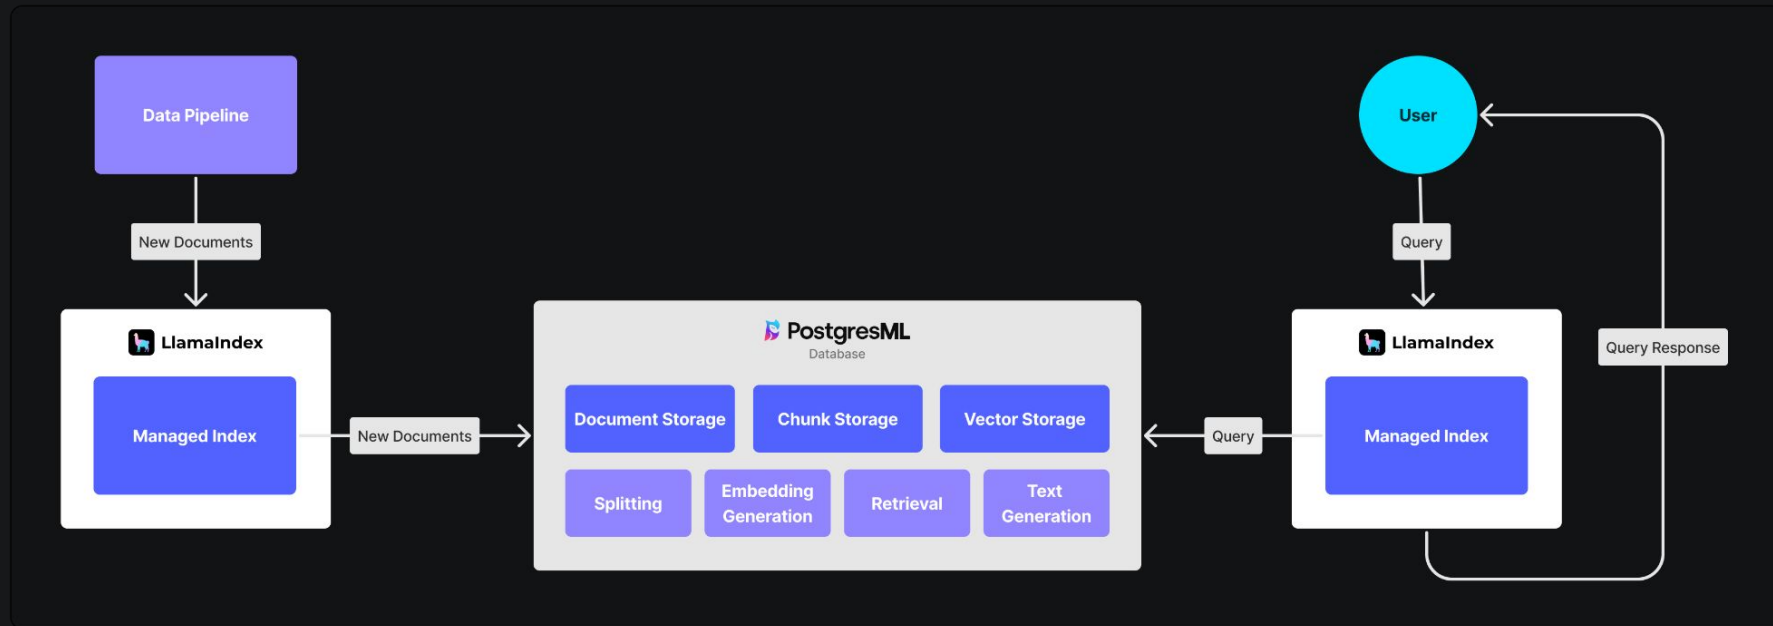 Data Pipeline
User
New Documents
Query
LlamaIndex
Managed Index
New Documents
PostgresML
Database
Document Storage
Chunk Storage
Vector Storage
Splitting
Embedding
Generation
Retrieval
Text
Generation
Query
LlamaIndex
Managed Index
Query Response